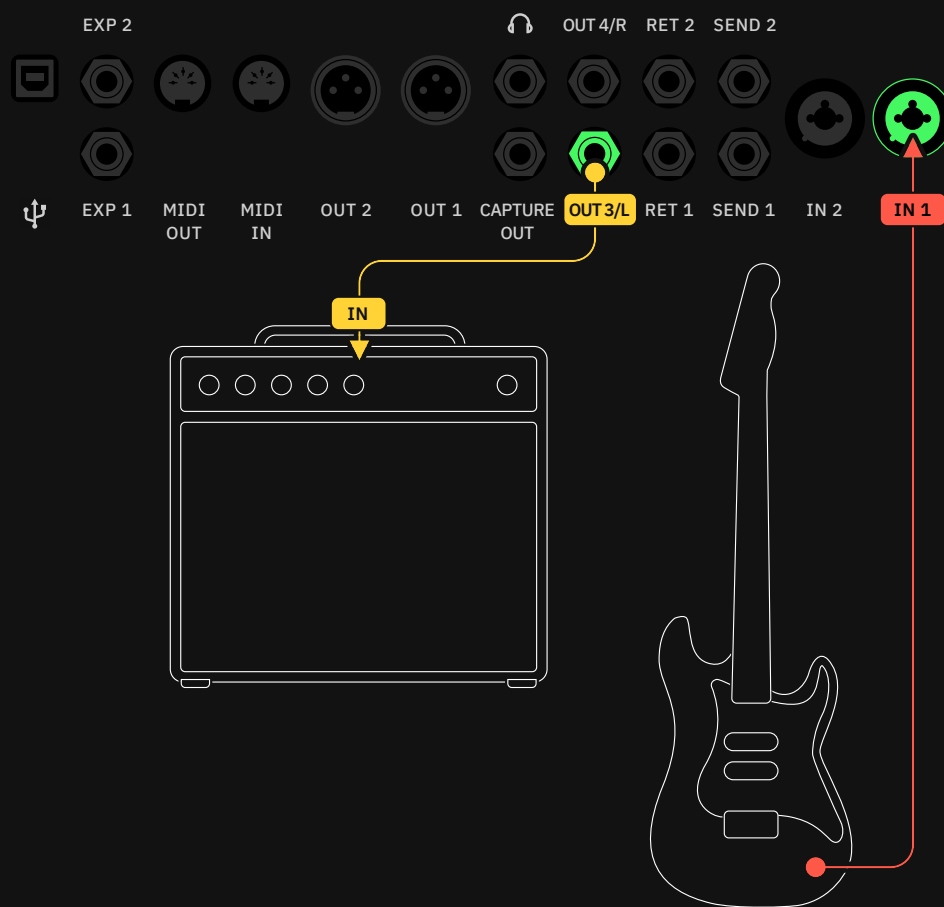 EXP 2
OUT 4/R
RET 2
SEND 2
EXP 1
MIDI
OUT
MIDI
IN
OUT 2
OUT 1
CAPTURE
OUT
OUT 3/L
RET 1
SEND 1
IN 2
IN 1
IN